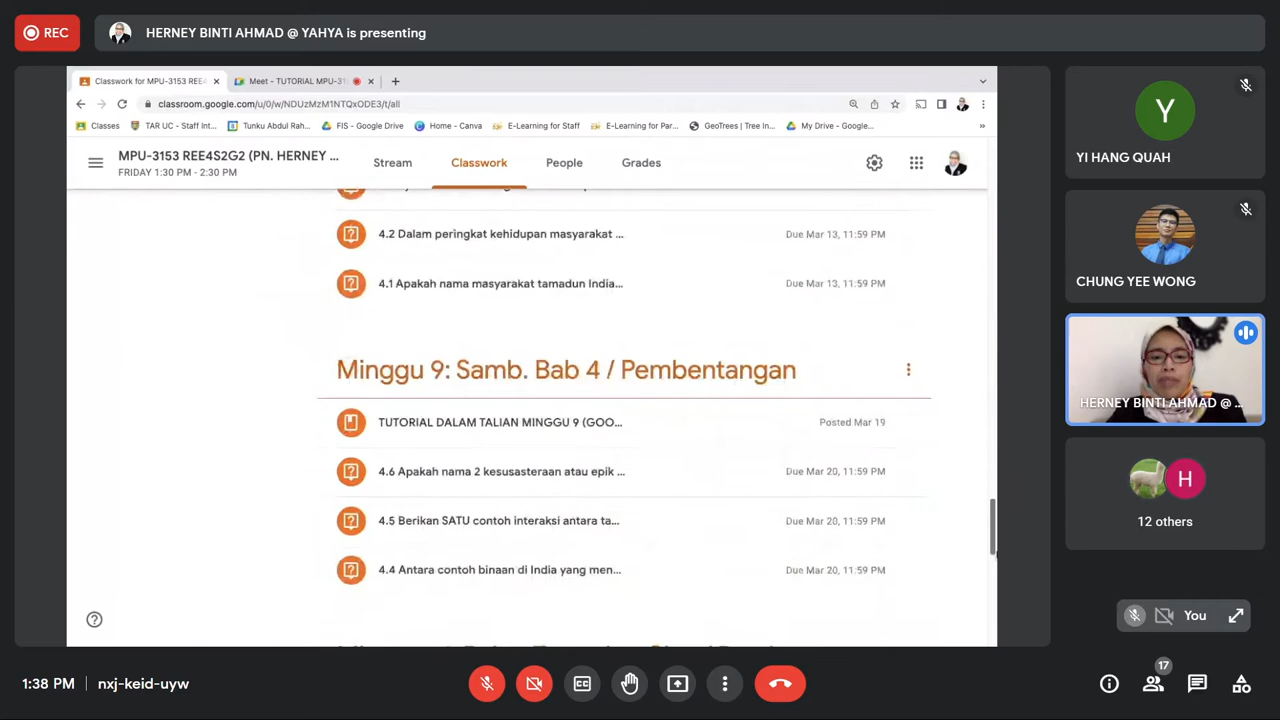 REC
HERNEY BINTI AHMAD @ YAHYA is presenting
Classwork for MPU-3153 REE4
Meet - TUTORIAL MPU-31
classroom.google.com/u/0/w/NDUzMzM1NTQxODE3/t/all
Classes
TAR UC - Staff Int...
Tunku Abdul Rah...
FIS - Google Drive
Home - Canva
E-Learning for Staff
E-Learning for Par...
GeoTrees | Tree In...
My Drive - Google...
MPU-3153 REE4S2G2 (PN. HERNEY ...
FRIDAY 1:30 PM - 2:30 PM
Stream
Classwork
People
Grades
4.2 Dalam peringkat kehidupan masyarakat ...
Due Mar 13, 11:59 PM
4.1 Apakah nama masyarakat tamadun India...
Due Mar 13, 11:59 PM
Minggu 9: Samb. Bab 4 / Pembentangan
TUTORIAL DALAM TALIAN MINGGU 9 (GOO...
Posted Mar 19
4.6 Apakah nama 2 kesusasteraan atau epik ...
Due Mar 20, 11:59 PM
4.5 Berikan SATU contoh interaksi antara ta...
Due Mar 20, 11:59 PM
4.4 Antara contoh binaan di India yang men...
Due Mar 20, 11:59 PM
Y
YI HANG QUAH
CHUNG YEE WONG
HERNEY BINTI AHMAD @ ...
H
12 others
You
1:38 PM
nxj-keid-uyw
17